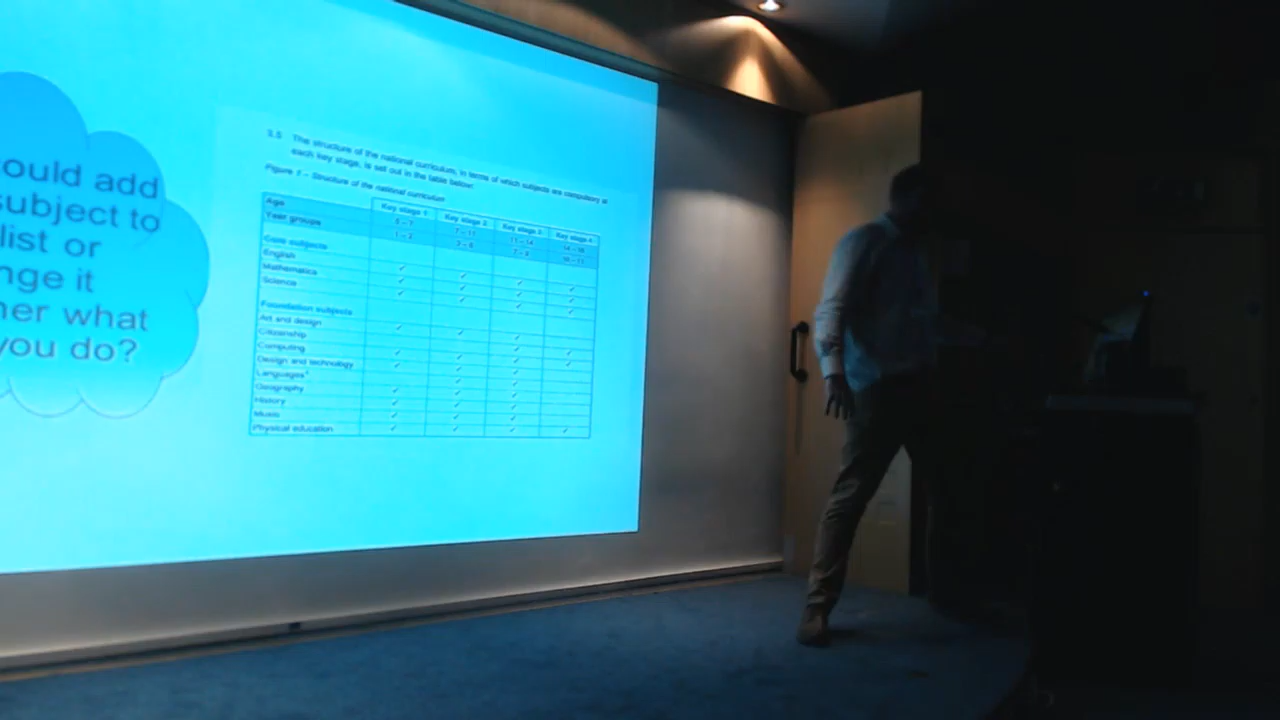 ould add
subject to
list or
nge it
her what
you do?
3.5 The structure of the national curriculum, in terms of which subjects are compulsory at
each key stage, is set out in the table below:
Figure 1 – Structure of the national curriculum
Key stage 1 Key stage 2 Key stage 3 Key stage 4
Age 5 – 7 7 – 11 11 – 14 14 – 16
Year groups 1 – 2 3 – 6 7 – 9 10 – 11
Core subjects
English ✓ ✓ ✓ ✓
Mathematics ✓ ✓ ✓ ✓
Science ✓ ✓ ✓ ✓
Foundation subjects
Art and design ✓ ✓ ✓
Citizenship ✓ ✓
Computing ✓ ✓ ✓ ✓
Design and technology ✓ ✓ ✓
Languages ✓ ✓
Geography ✓ ✓ ✓
History ✓ ✓ ✓
Music ✓ ✓ ✓
Physical education ✓ ✓ ✓ ✓